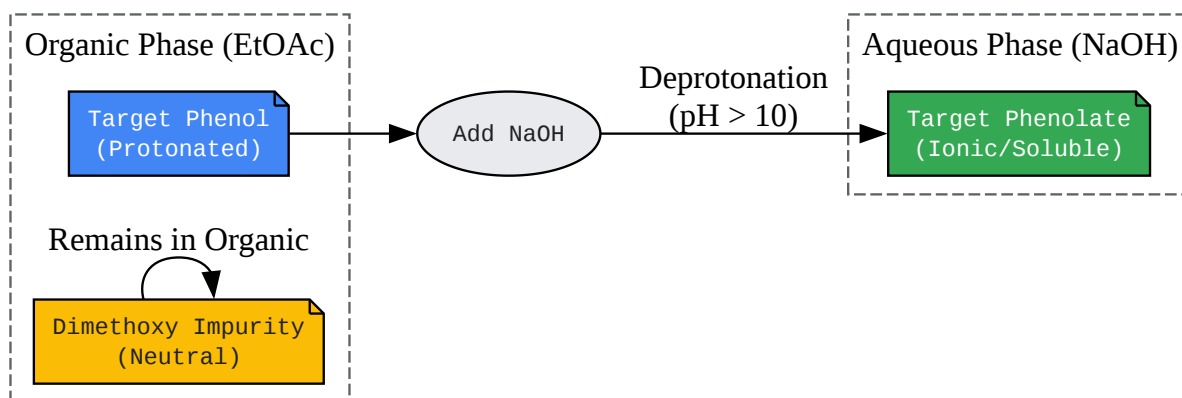 Organic Phase (EtOAc)
Target Phenol
(Protonated)
Add NaOH
Deprotonation
(pH > 10)
Aqueous Phase (NaOH)
Target Phenolate
(Ionic/Soluble)
Remains in Organic
Dimethoxy Impurity
(Neutral)